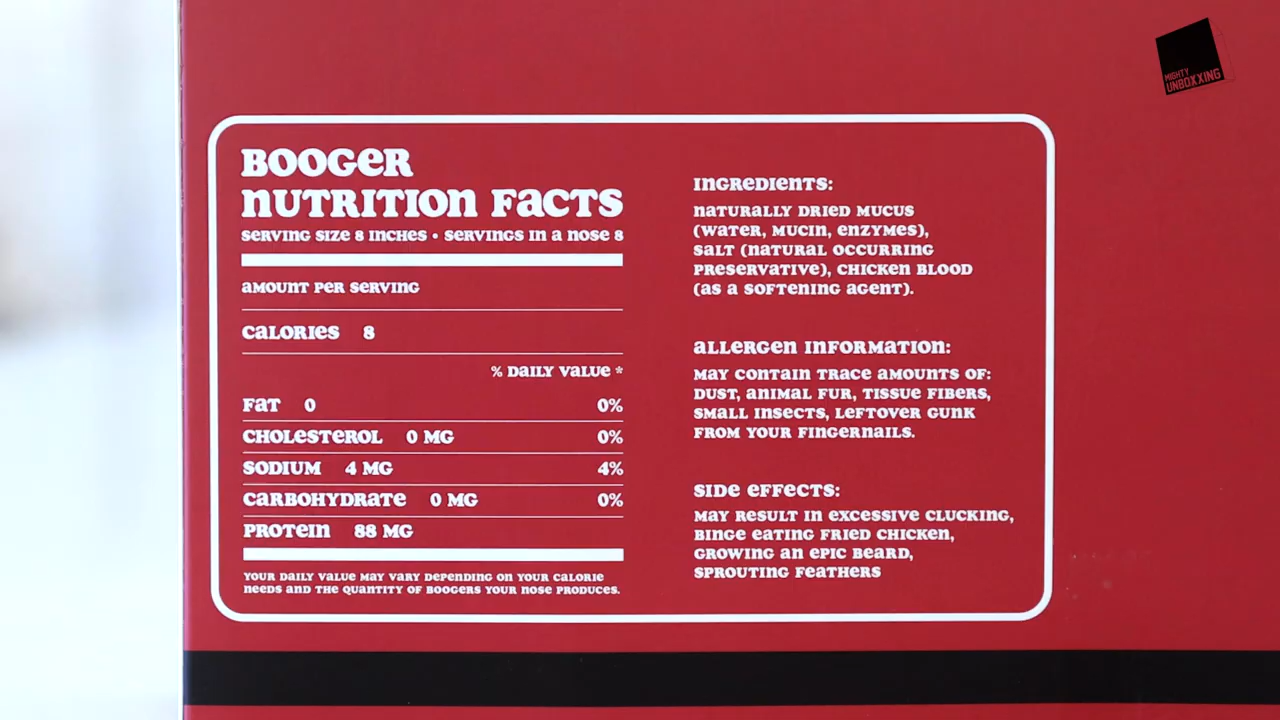 MIGHTY
UNBOXXING
BOOGER
NUTRITION FACTS
SERVING SIZE 8 INCHES • SERVINGS IN A NOSE 8
AMOUNT PER SERVING
CALORIES 8
% DAILY VALUE *
FAT 0 0%
CHOLESTEROL 0 MG 0%
SODIUM 4 MG 4%
CARBOHYDRATE 0 MG 0%
PROTEIN 88 MG
YOUR DAILY VALUE MAY VARY DEPENDING ON YOUR CALORIE
NEEDS AND THE QUANTITY OF BOOGERS YOUR NOSE PRODUCES.
INGREDIENTS:
NATURALLY DRIED MUCUS
(WATER, MUCIN, ENZYMES),
SALT (NATURAL OCCURRING
PRESERVATIVE), CHICKEN BLOOD
(AS A SOFTENING AGENT).
ALLERGEN INFORMATION:
MAY CONTAIN TRACE AMOUNTS OF:
DUST, ANIMAL FUR, TISSUE FIBERS,
SMALL INSECTS, LEFTOVER GUNK
FROM YOUR FINGERNAILS.
SIDE EFFECTS:
MAY RESULT IN EXCESSIVE CLUCKING,
BINGE EATING FRIED CHICKEN,
GROWING AN EPIC BEARD,
SPROUTING FEATHERS